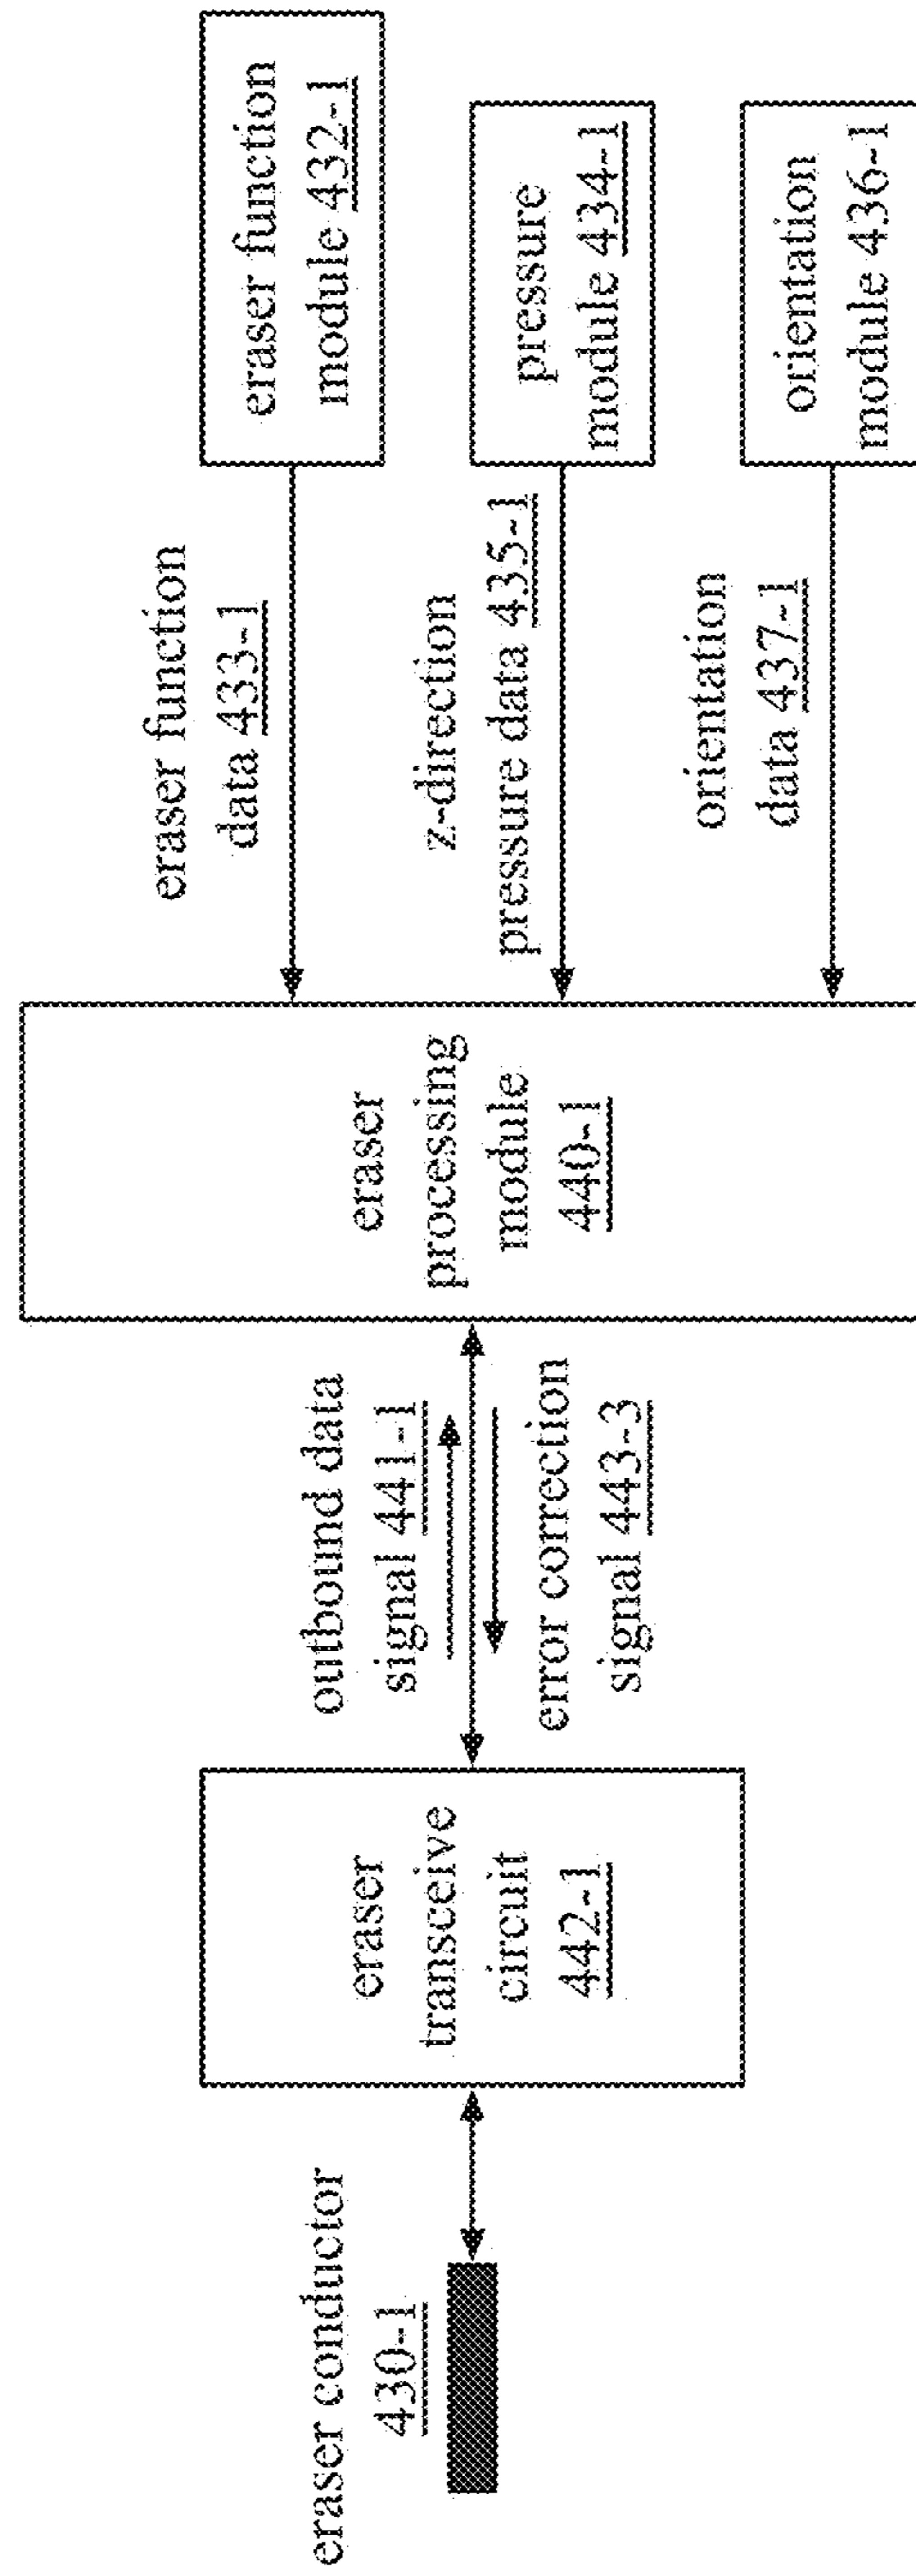 eraser conductor
430-1
eraser
transceive
circuit
442-1
outbound data
signal 441-1
error correction
signal 443-3
eraser
processing
module
440-1
eraser function
data 433-1
z-direction
pressure data 435-1
orientation
data 437-1
eraser function
module 432-1
pressure
module 434-1
orientation
module 436-1